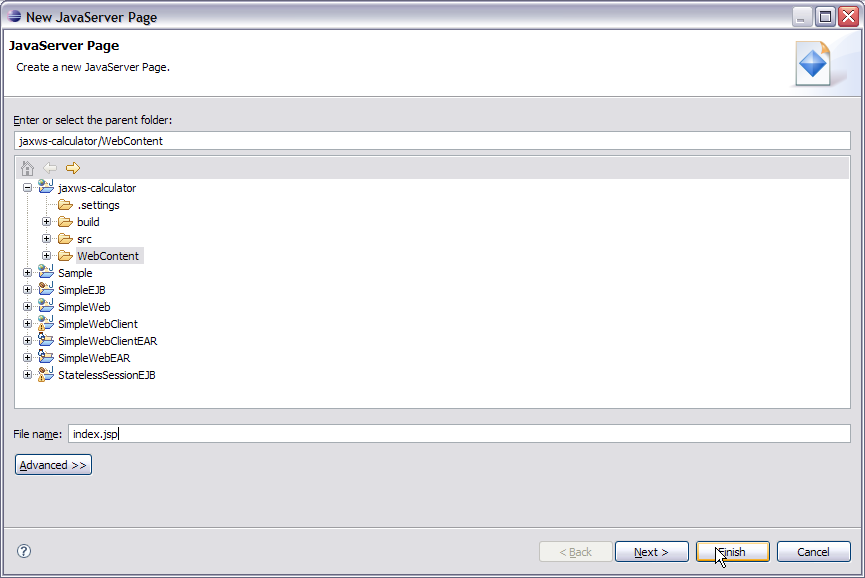 New JavaServer Page
JavaServer Page
Create a new JavaServer Page.
Enter or select the parent folder:
jaxws-calculator/WebContent
jaxws-calculator
.settings
build
src
WebContent
Sample
SimpleEJB
SimpleWeb
SimpleWebClient
SimpleWebClientEAR
SimpleWebEAR
StatelessSessionEJB
File name: index.jsp
Advanced >>
< Back Next > Finish Cancel